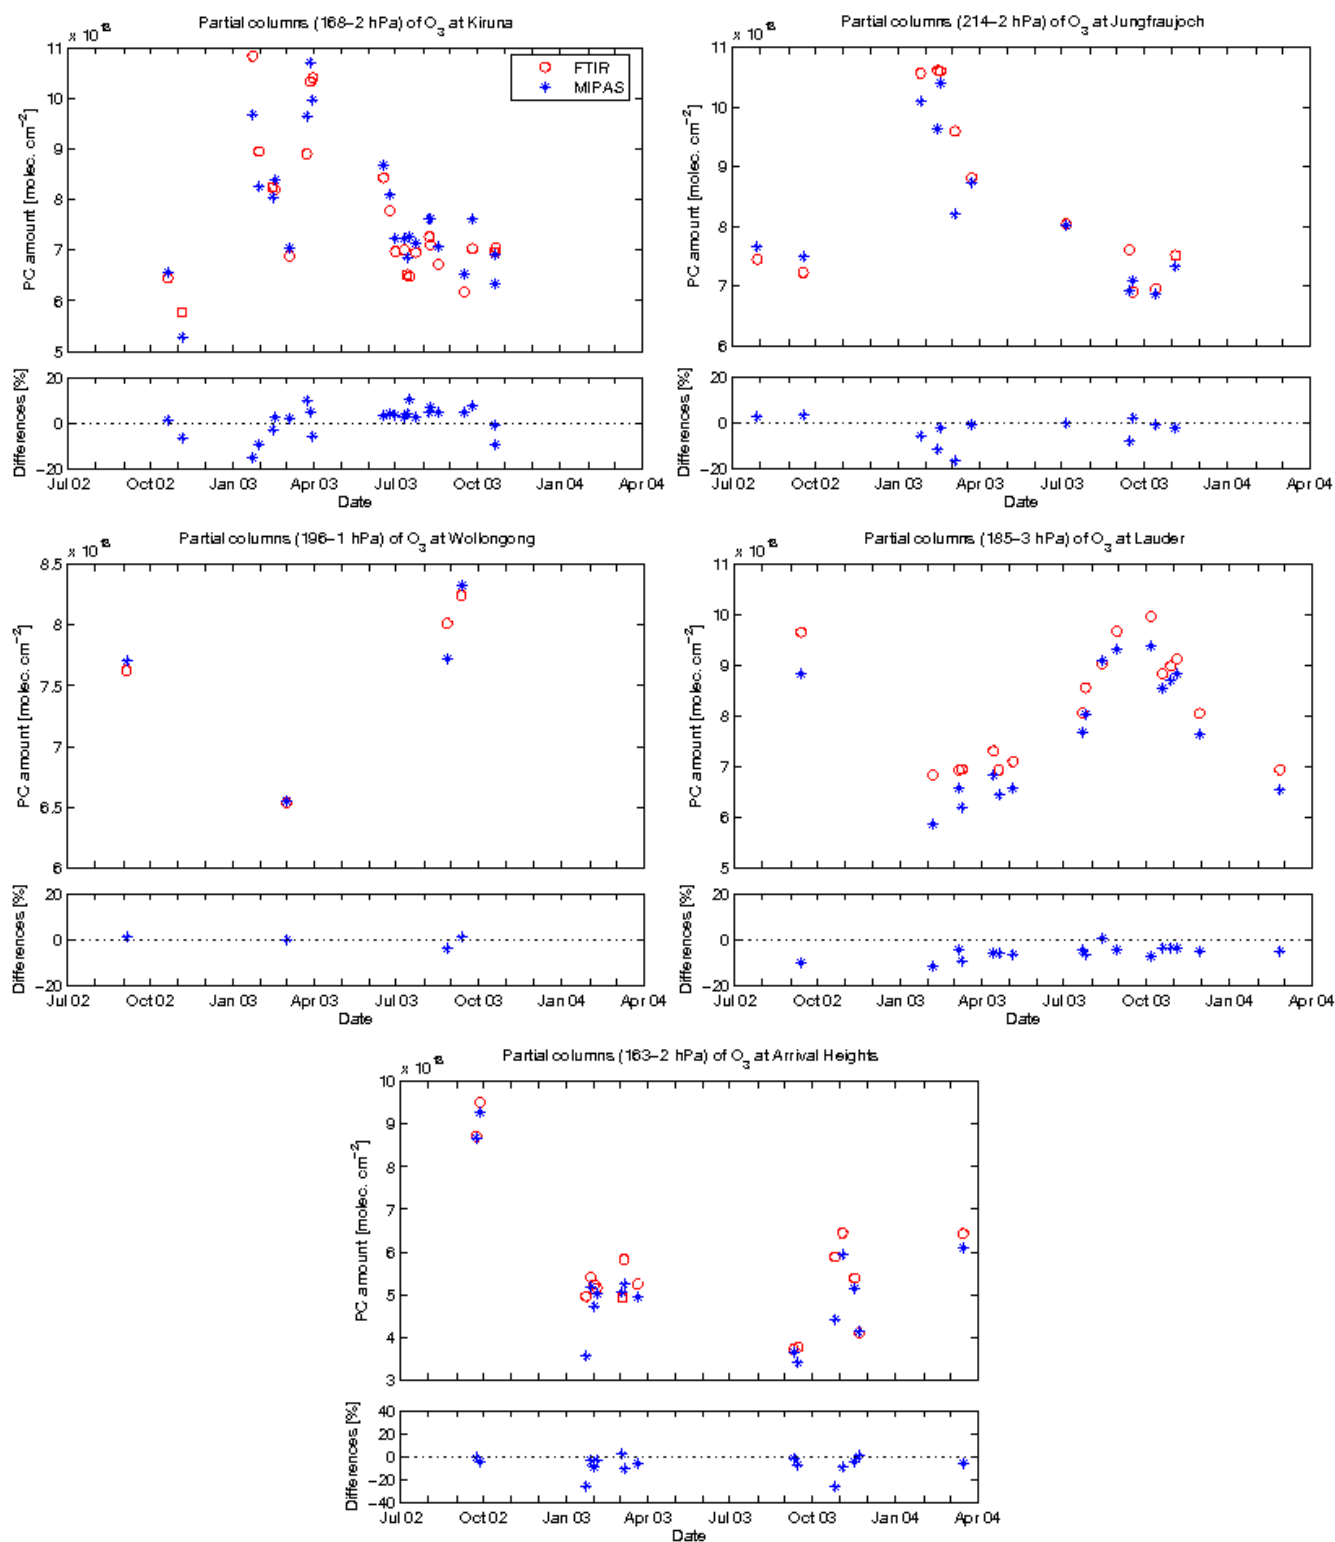 Partial columns (168–2 hPa) of O3 at Kiruna
x 10^18
11
10
9
8
7
6
5
PC amount [molec. cm^-2]
FTIR
MIPAS
20
0
-20
Differences [%]
Jul 02 Oct 02 Jan 03 Apr 03 Jul 03 Oct 03 Jan 04 Apr 04
Date
Partial columns (214–2 hPa) of O3 at Jungfraujoch
x 10^18
11
10
9
8
7
6
PC amount [molec. cm^-2]
20
0
-20
Differences [%]
Jul 02 Oct 02 Jan 03 Apr 03 Jul 03 Oct 03 Jan 04 Apr 04
Date
Partial columns (196–1 hPa) of O3 at Wollongong
x 10^18
8.5
8
7.5
7
6.5
6
PC amount [molec. cm^-2]
20
0
-20
Differences [%]
Jul 02 Oct 02 Jan 03 Apr 03 Jul 03 Oct 03 Jan 04 Apr 04
Date
Partial columns (185–3 hPa) of O3 at Lauder
x 10^18
11
10
9
8
7
6
5
PC amount [molec. cm^-2]
20
0
-20
Differences [%]
Jul 02 Oct 02 Jan 03 Apr 03 Jul 03 Oct 03 Jan 04 Apr 04
Date
Partial columns (163–2 hPa) of O3 at Arrival Heights
x 10^18
10
9
8
7
6
5
4
3
PC amount [molec. cm^-2]
40
20
0
-20
-40
Differences [%]
Jul 02 Oct 02 Jan 03 Apr 03 Jul 03 Oct 03 Jan 04 Apr 04
Date